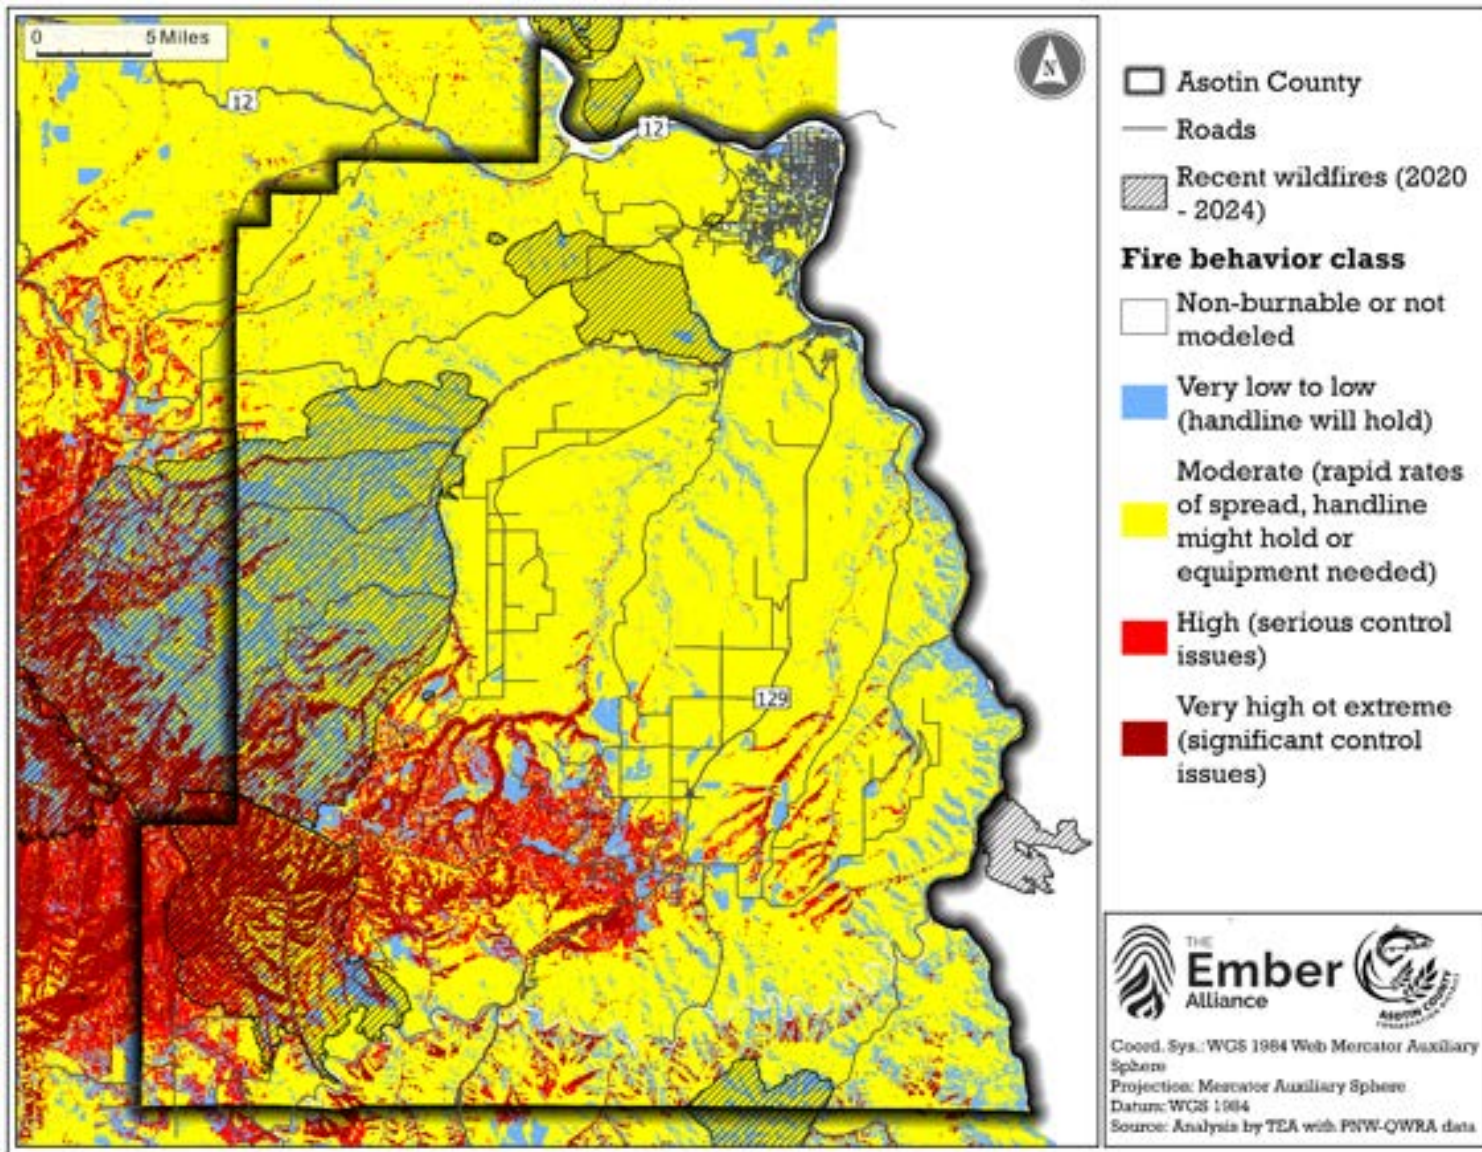 0 5 Miles
N
12
12
129
Asotin County
Roads
Recent wildfires (2020
- 2024)
Fire behavior class
Non-burnable or not
modeled
Very low to low
(handline will hold)
Moderate (rapid rates
of spread, handline
might hold or
equipment needed)
High (serious control
issues)
Very high ot extreme
(significant control
issues)
THE
Ember
Alliance
ASOTIN COUNTY
CONSERVATION DISTRICT
Coord. Sys.: WGS 1984 Web Mercator Auxiliary
Sphere
Projection: Mercator Auxiliary Sphere
Datum: WGS 1984
Source: Analysis by TEA with PNW-QWRA data